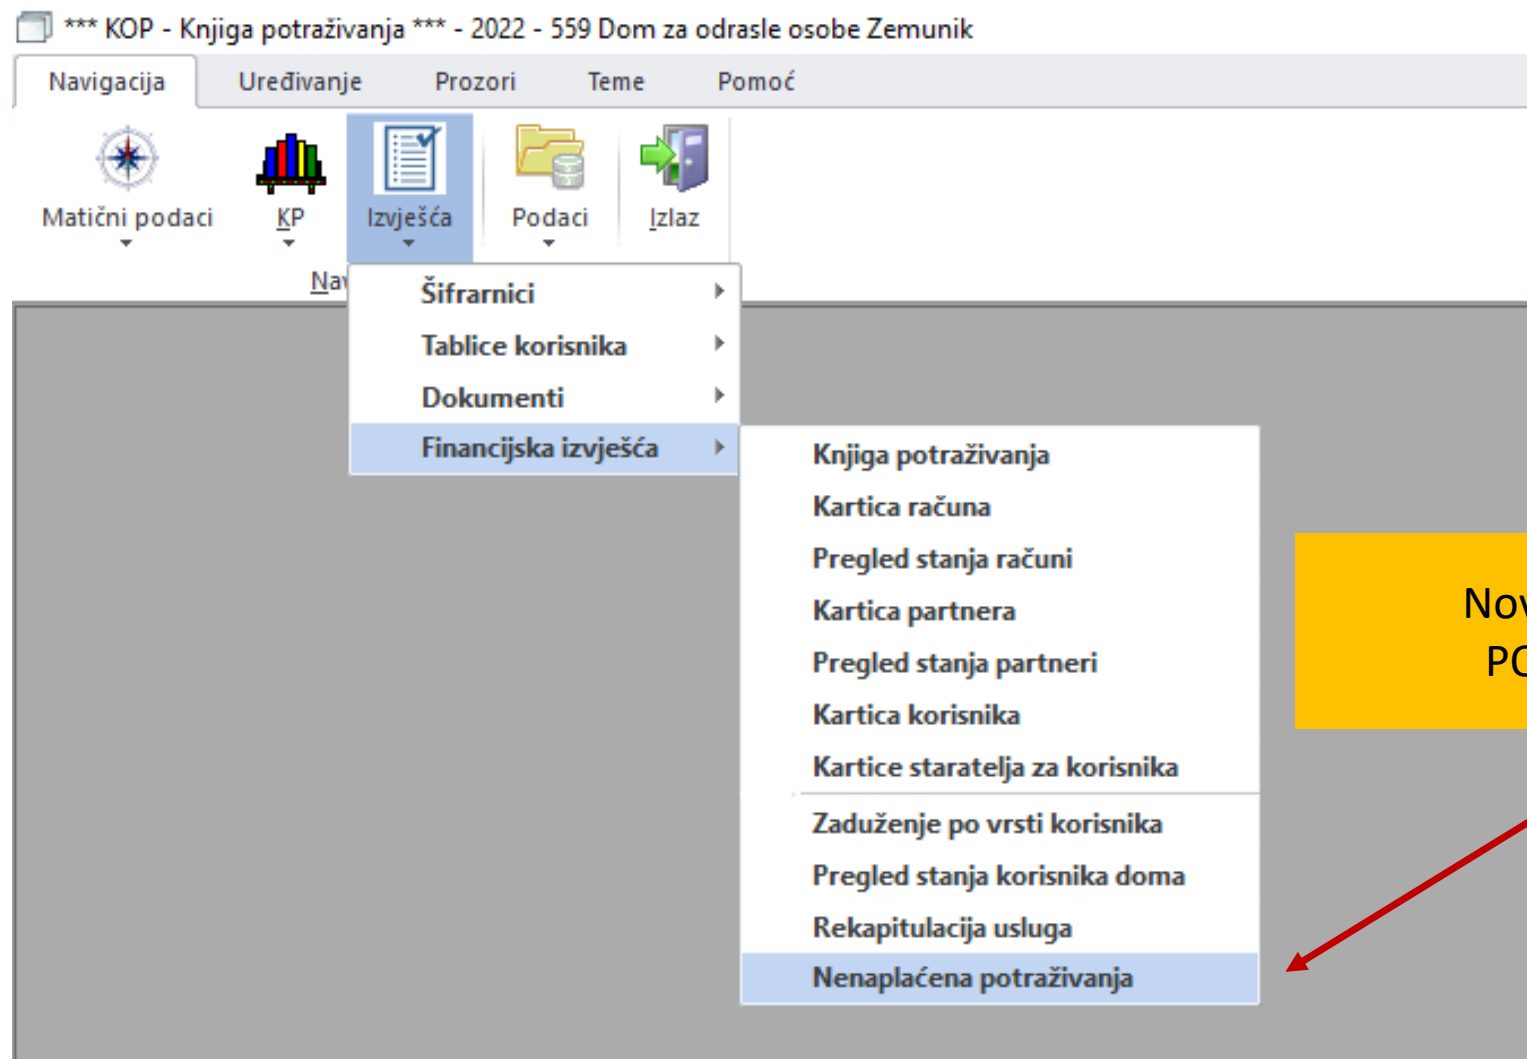 *** KOP - Knjiga potraživanja *** - 2022 - 559 Dom za odrasle osobe Zemunik
Navigacija Uređivanje Prozori Teme Pomoć
Matični podaci KP Izvješća Podaci Izlaz
Šifrarnici
Tablice korisnika
Dokumenti
Financijska izvješća
Knjiga potraživanja
Kartica računa
Pregled stanja računi
Kartica partnera
Pregled stanja partneri
Kartica korisnika
Kartice staratelja za korisnika
Zaduženje po vrsti korisnika
Pregled stanja korisnika doma
Rekapitulacija usluga
Nenaplaćena potraživanja